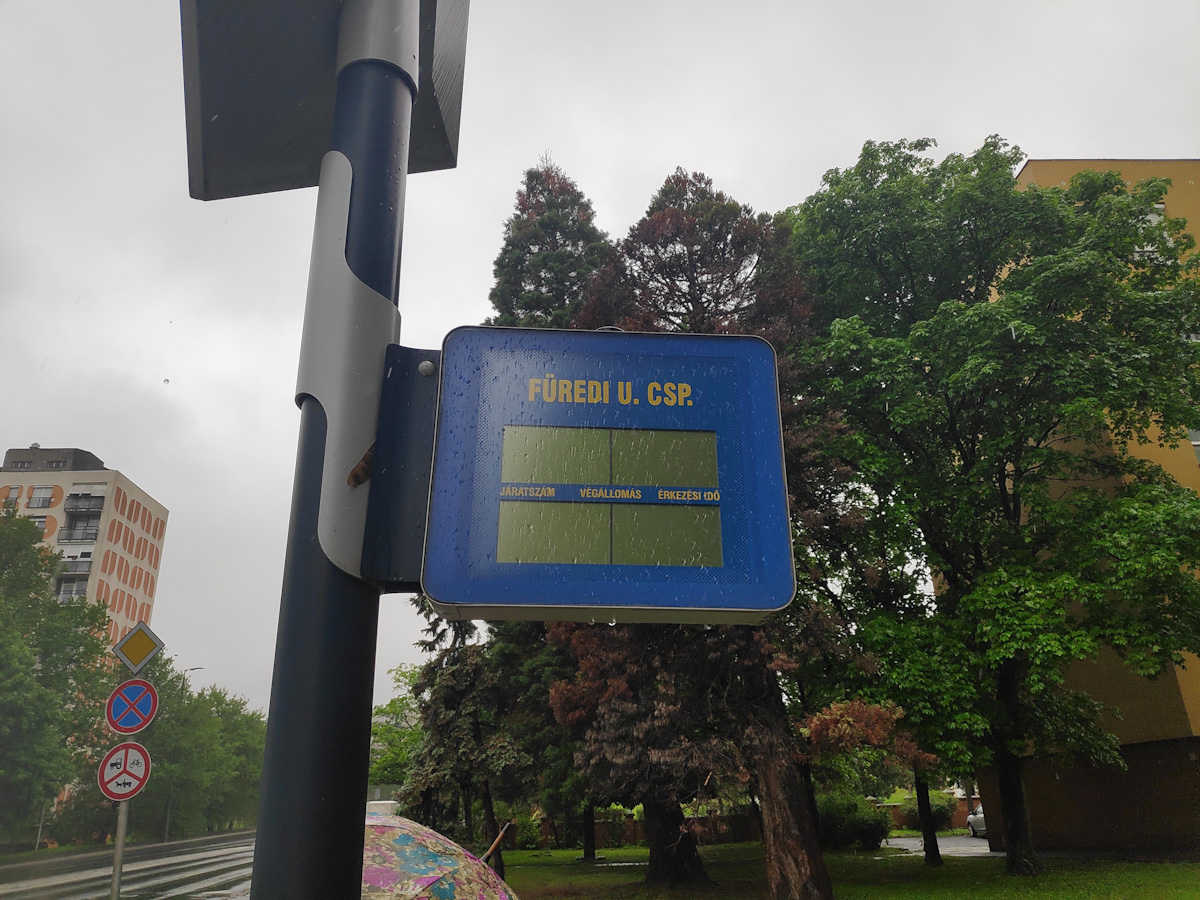 FÜREDI U. CSP.
JÁRATSZÁM VÉGÁLLOMÁS ÉRKEZÉSI IDŐ